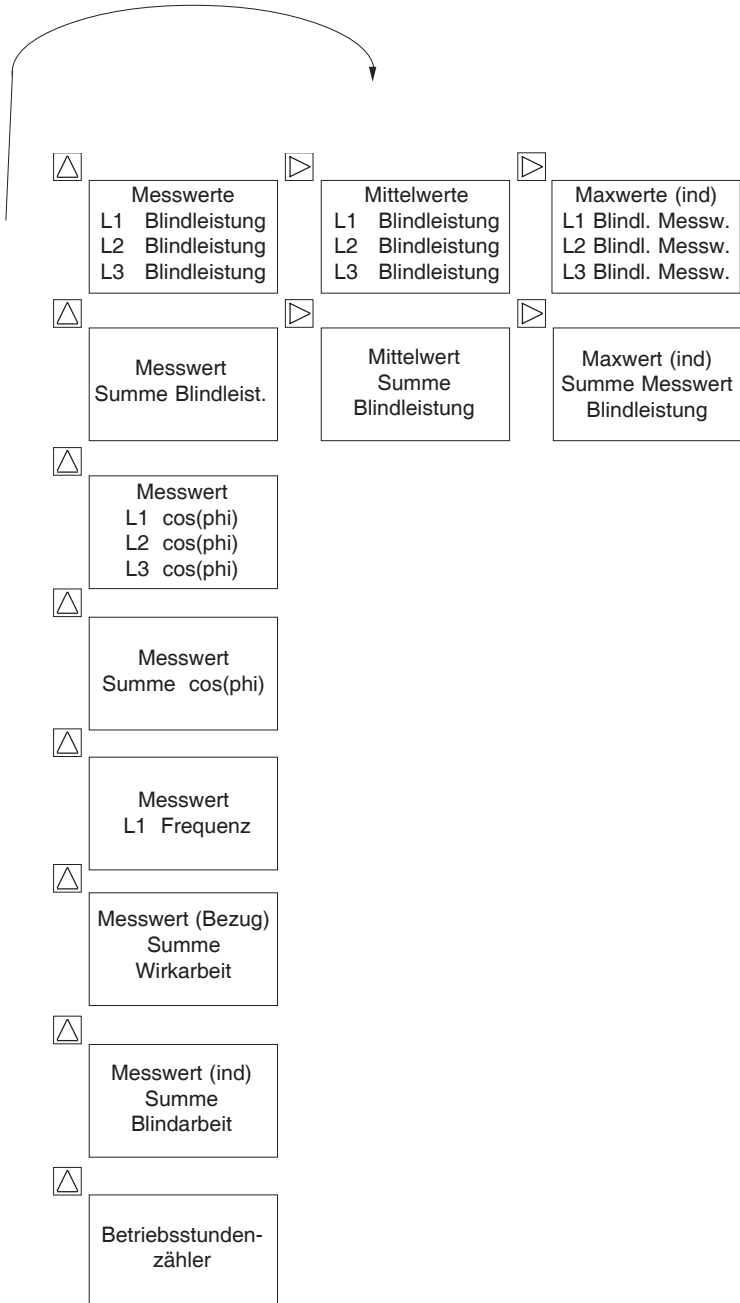 Messwerte
L1 Blindleistung
L2 Blindleistung
L3 Blindleistung
Mittelwerte
L1 Blindleistung
L2 Blindleistung
L3 Blindleistung
Maxwerte (ind)
L1 Blindl. Messw.
L2 Blindl. Messw.
L3 Blindl. Messw.
Messwert
Summe Blindleist.
Mittelwert
Summe
Blindleistung
Maxwert (ind)
Summe Messwert
Blindleistung
Messwert
L1 cos(phi)
L2 cos(phi)
L3 cos(phi)
Messwert
Summe cos(phi)
Messwert
L1 Frequenz
Messwert (Bezug)
Summe
Wirkarbeit
Messwert (ind)
Summe
Blindarbeit
Betriebsstunden-
zähler